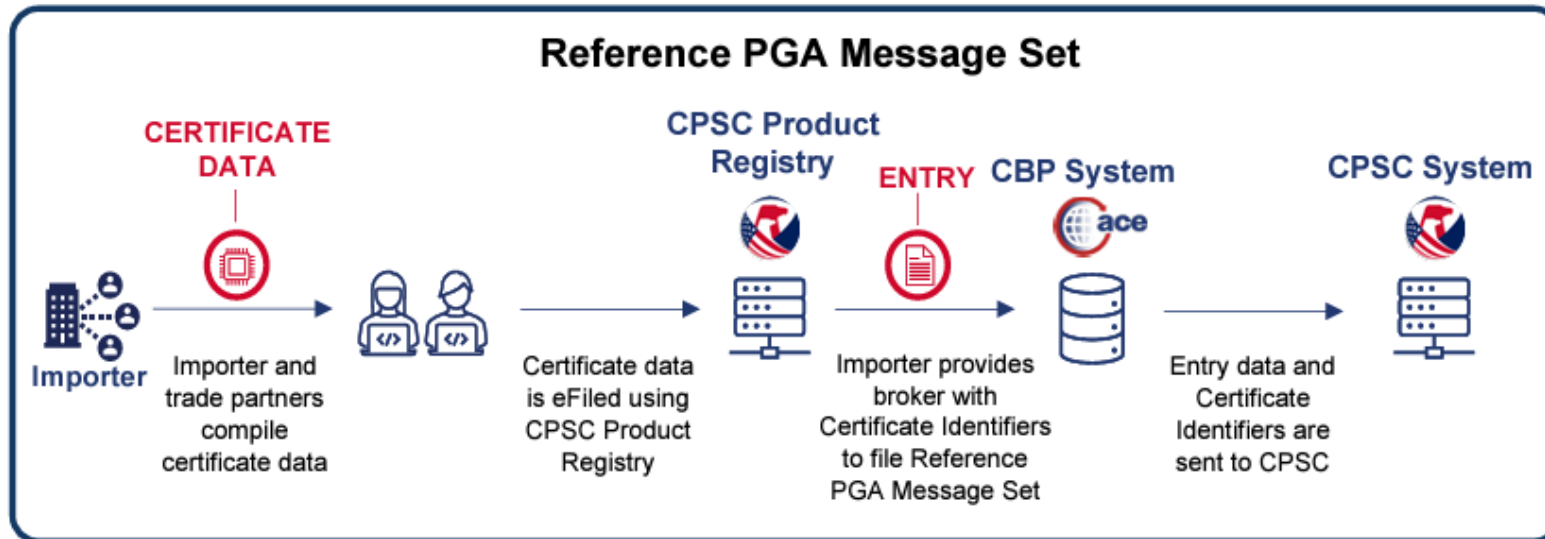 Reference PGA Message Set
CERTIFICATE
DATA
CPSC Product
Registry
ENTRY
CBP System
CPSC System
ace
</>
</>
Importer
Importer and
trade partners
compile
certificate data
Certificate data
is eFiled using
CPSC Product
Registry
Importer provides
broker with
Certificate Identifiers
to file Reference
PGA Message Set
Entry data and
Certificate
Identifiers are
sent to CPSC